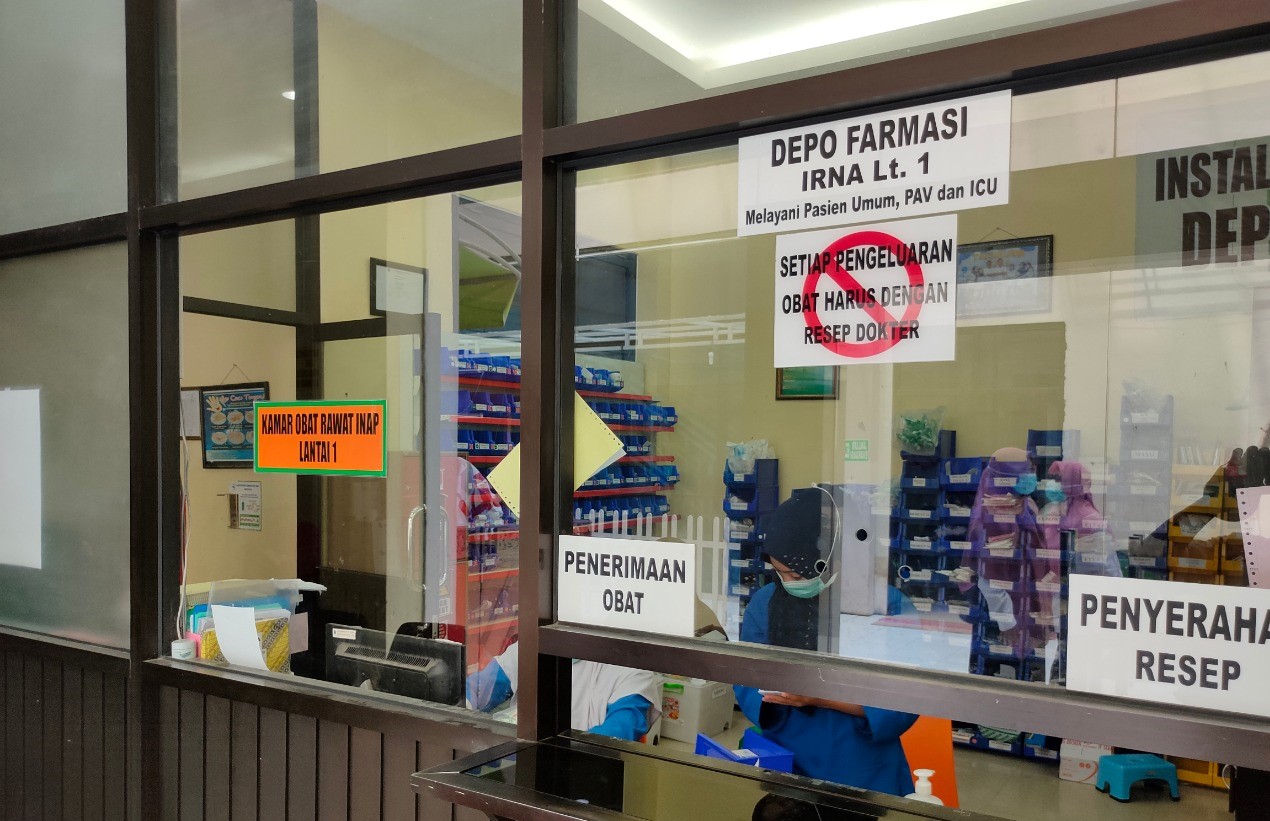 DEPO FARMASI
IRNA Lt. 1
Melayani Pasien Umum, PAV dan ICU
SETIAP PENGELUARAN
OBAT HARUS DENGAN
RESEP DOKTER
INSTAL
DEP
KAMAR OBAT RAWAT INAP
LANTAI 1
PENERIMAAN
OBAT
PENYERAHA
RESEP